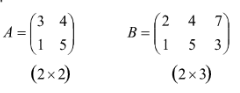 A = (3 4
1 5)
(2×2)
B = (2 4 7
1 5 3)
(2×3)